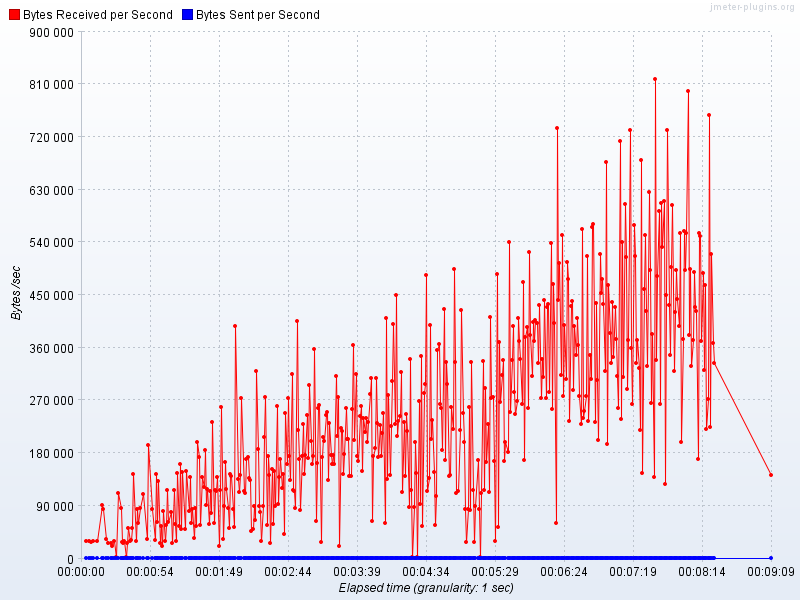 Bytes Received per Second Bytes Sent per Second
jmeter-plugins.org
900 000
810 000
720 000
630 000
540 000
450 000
360 000
270 000
180 000
90 000
0
Bytes /sec
00:00:00 00:00:54 00:01:49 00:02:44 00:03:39 00:04:34 00:05:29 00:06:24 00:07:19 00:08:14 00:09:09
Elapsed time (granularity: 1 sec)